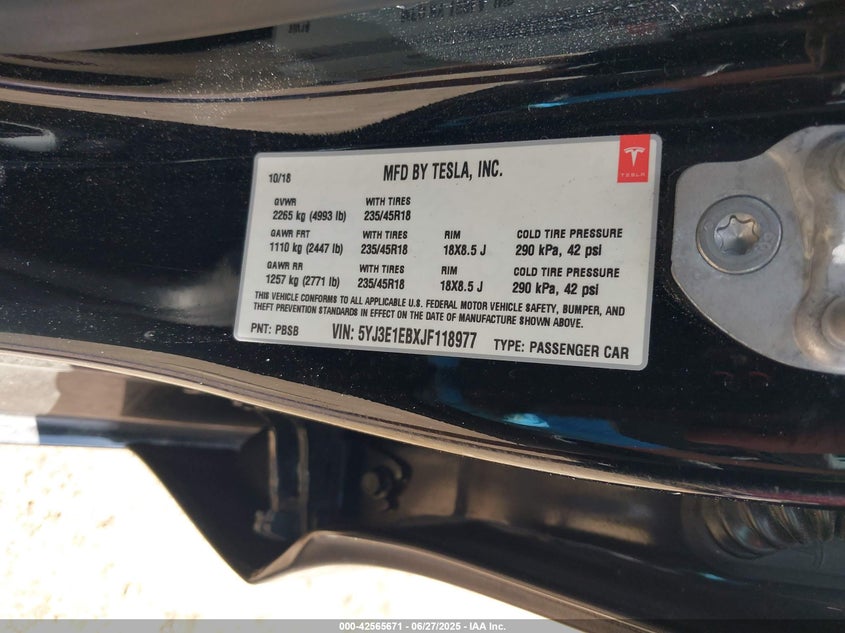 10/18 MFD BY TESLA, INC.
TESLA
GVWR WITH TIRES
2265 kg (4993 lb) 235/45R18
GAWR FRT WITH TIRES RIM COLD TIRE PRESSURE
1110 kg (2447 lb) 235/45R18 18X8.5 J 290 kPa, 42 psi
GAWR RR WITH TIRES RIM COLD TIRE PRESSURE
1257 kg (2771 lb) 235/45R18 18X8.5 J 290 kPa, 42 psi
THIS VEHICLE CONFORMS TO ALL APPLICABLE U.S. FEDERAL MOTOR VEHICLE SAFETY, BUMPER, AND
THEFT PREVENTION STANDARDS IN EFFECT ON THE DATE OF MANUFACTURE SHOWN ABOVE.
PNT: PBSB VIN: 5YJ3E1EBXJF118977 TYPE: PASSENGER CAR
000-42565671 - 06/27/2025 - IAA Inc.